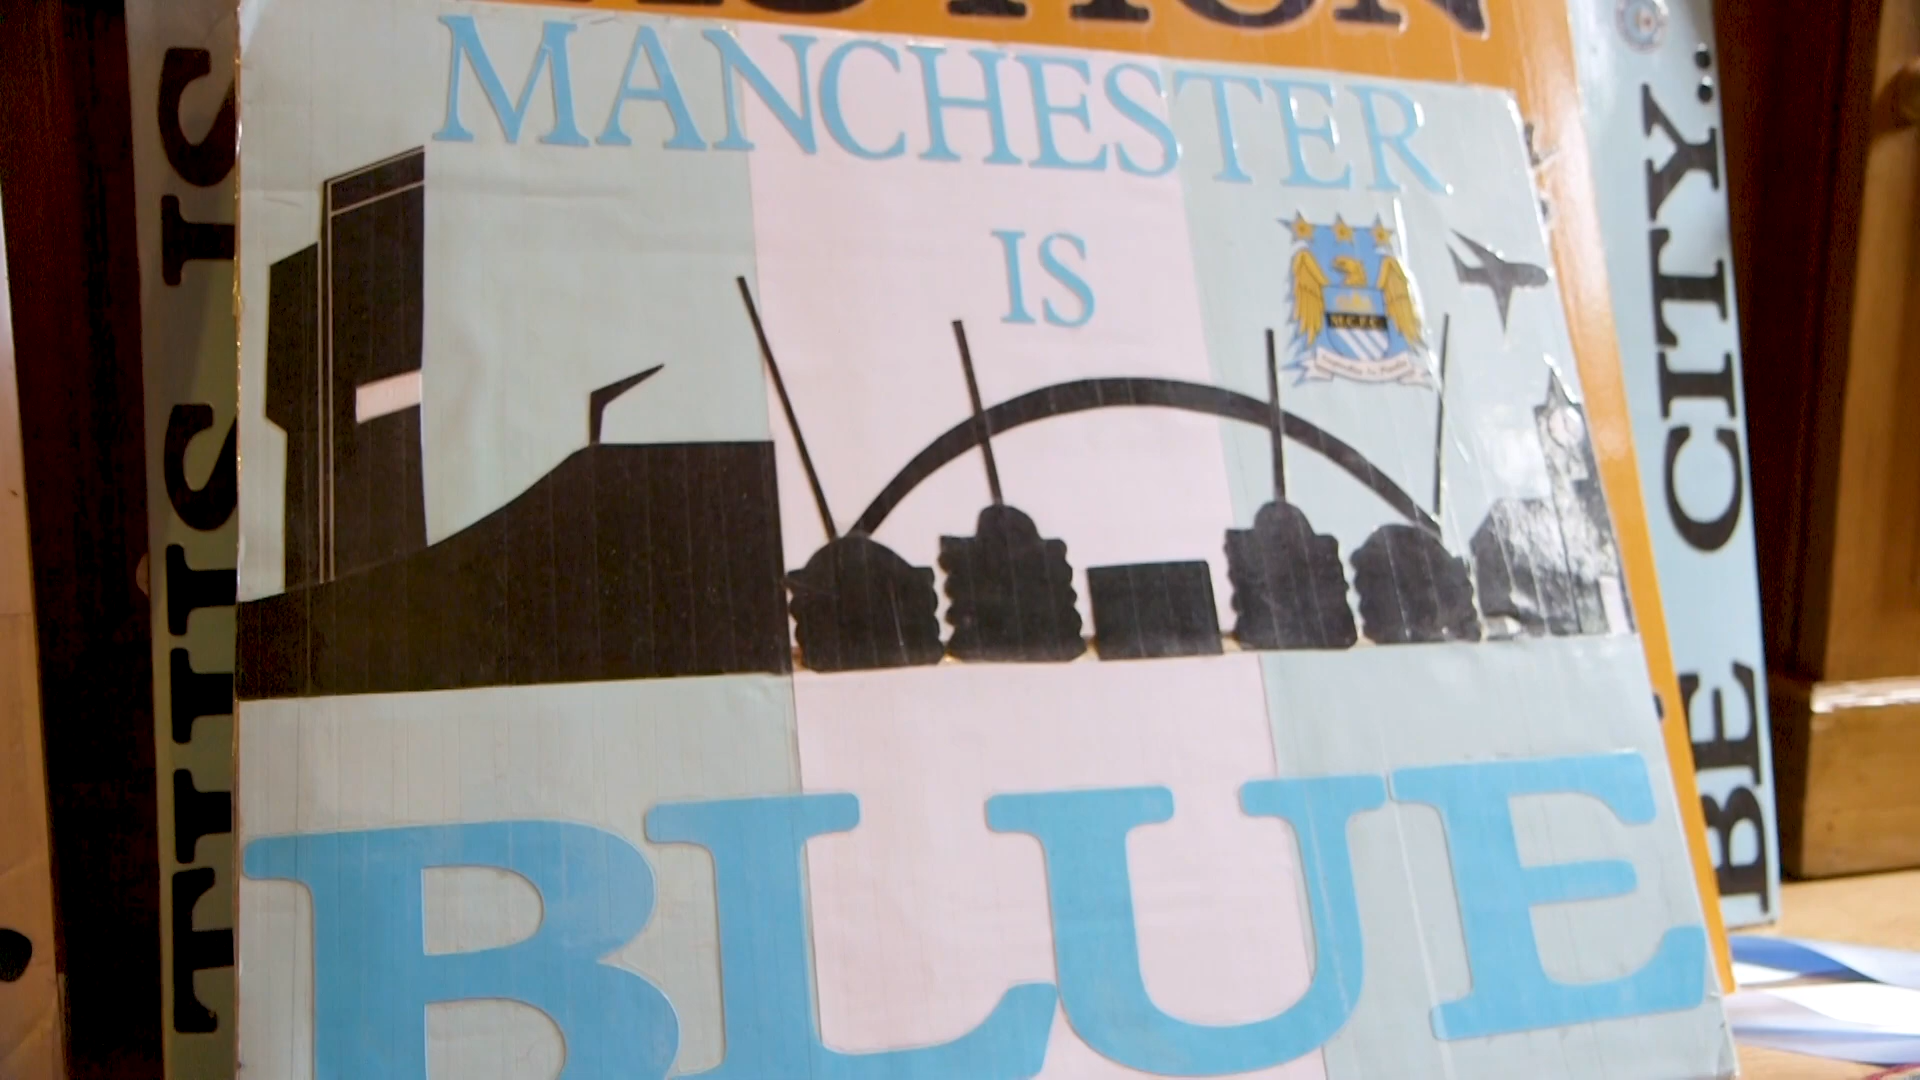 MANCHESTER
IS
M.C.F.C.
BLUE
THIS IS
BE CITY..